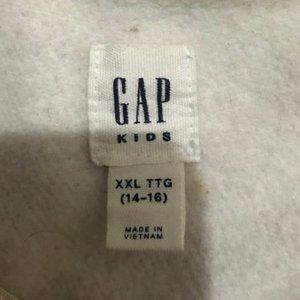 GAP
KIDS
XXL TTG
(14-16)
MADE IN
VIETNAM